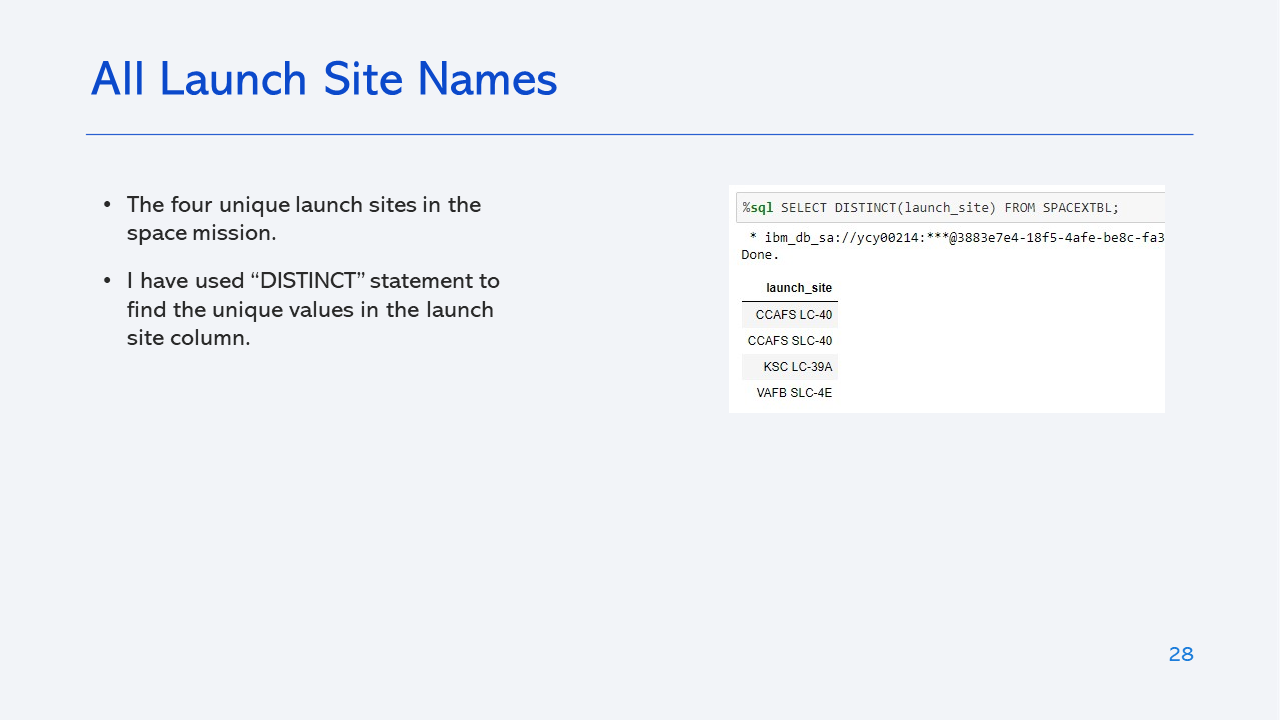 All Launch Site Names
• The four unique launch sites in the
space mission.
• I have used “DISTINCT” statement to
find the unique values in the launch
site column.
%sql SELECT DISTINCT(launch_site) FROM SPACEXTBL;
* ibm_db_sa://ycy00214:***@3883e7e4-18f5-4afe-be8c-fa3
Done.
launch_site
CCAFS LC-40
CCAFS SLC-40
KSC LC-39A
VAFB SLC-4E
28